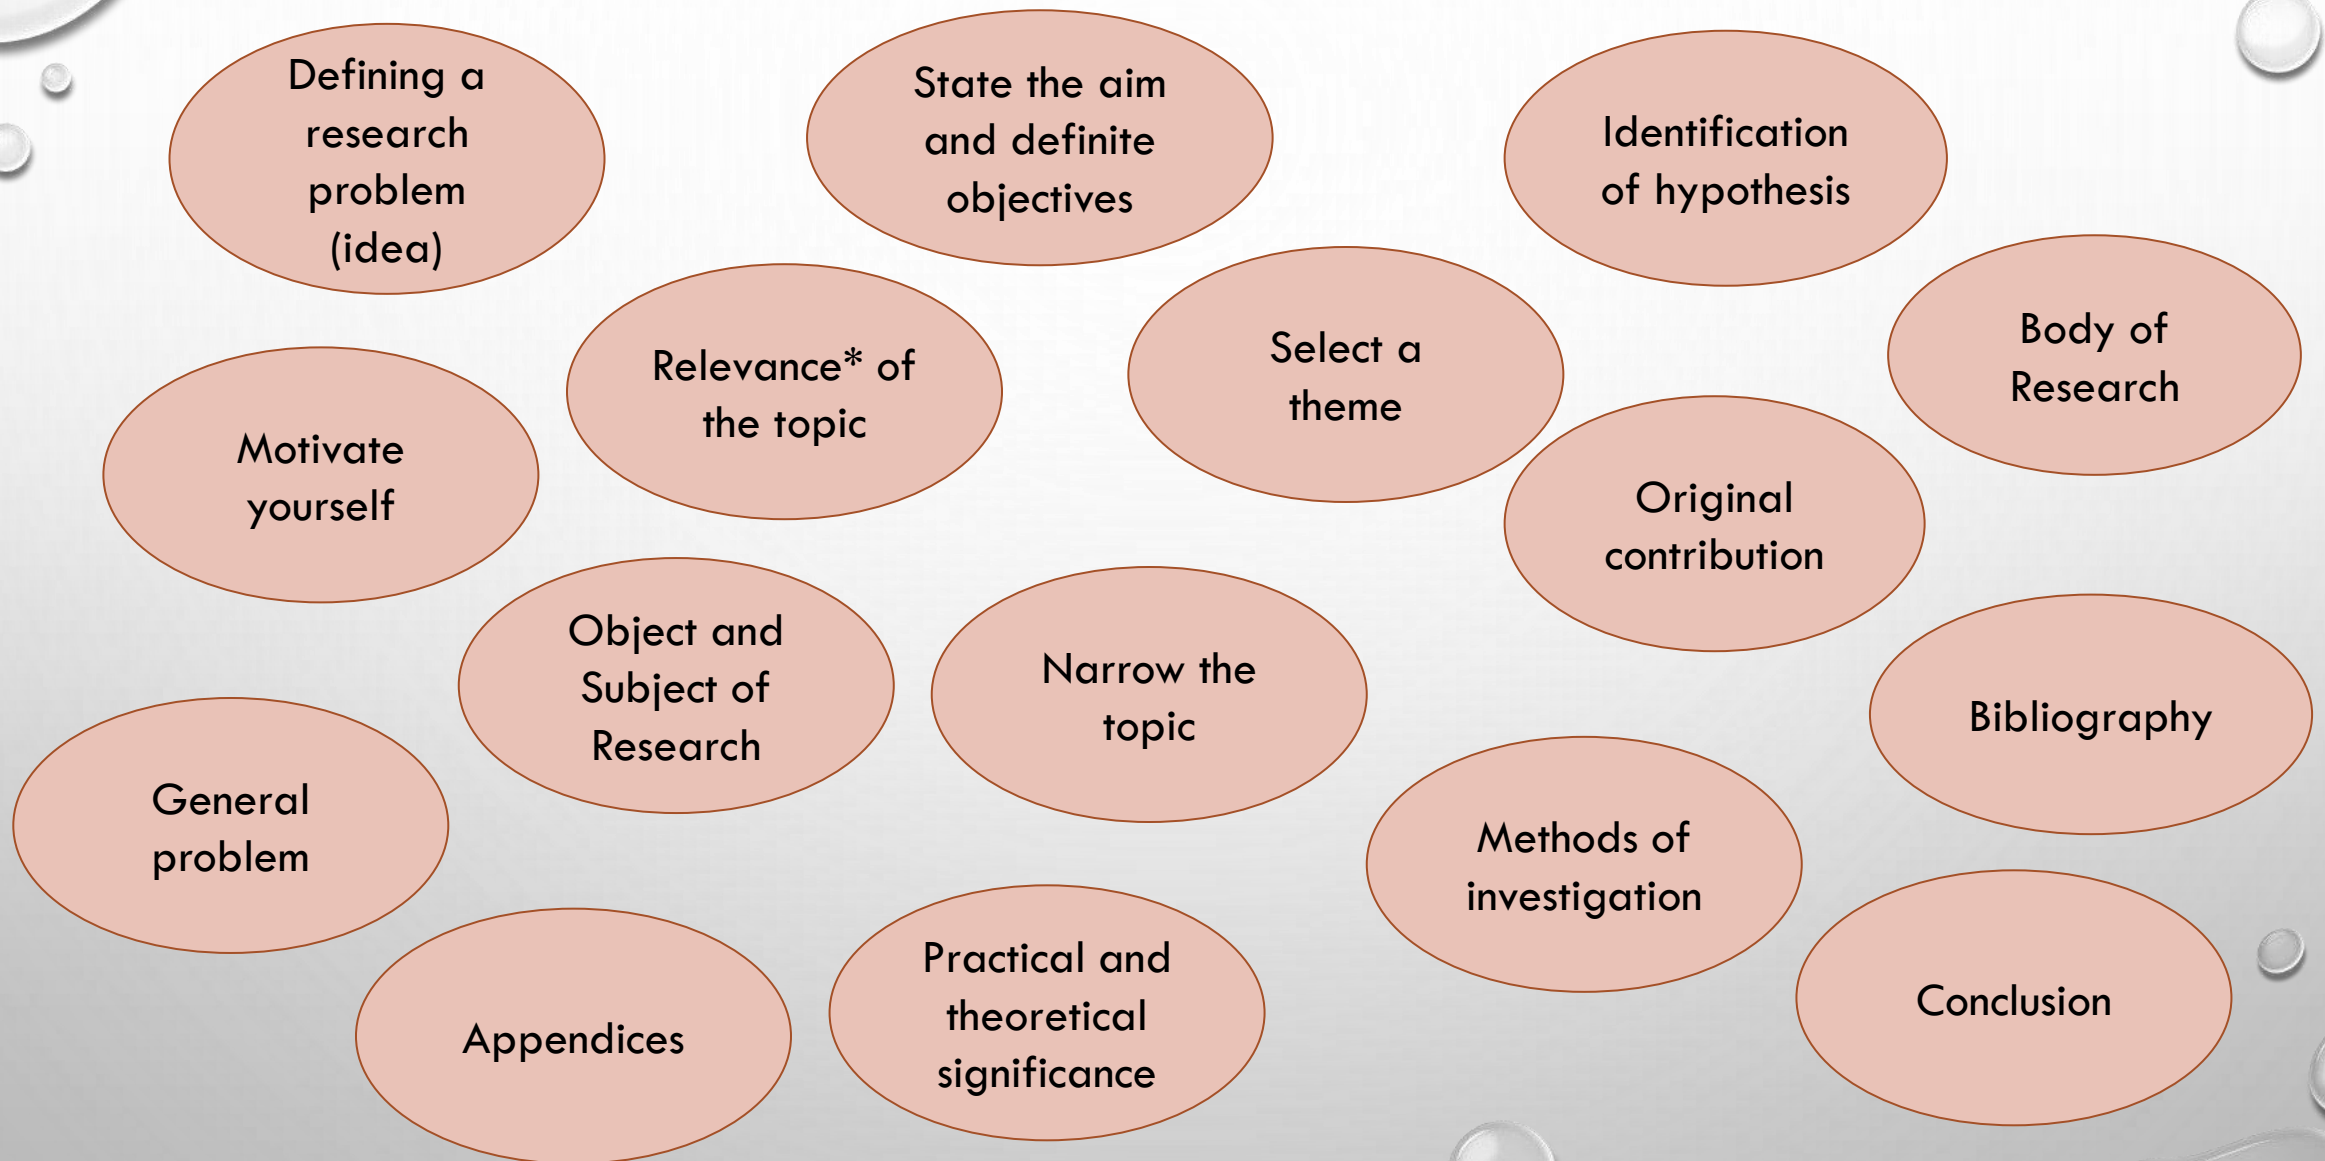 Defining a
research
problem
(idea)
State the aim
and definite
objectives
Identification
of hypothesis
Relevance* of
the topic
Select a
theme
Body of
Research
Motivate
yourself
Original
contribution
Object and
Subject of
Research
Narrow the
topic
Bibliography
General
problem
Methods of
investigation
Appendices
Practical and
theoretical
significance
Conclusion